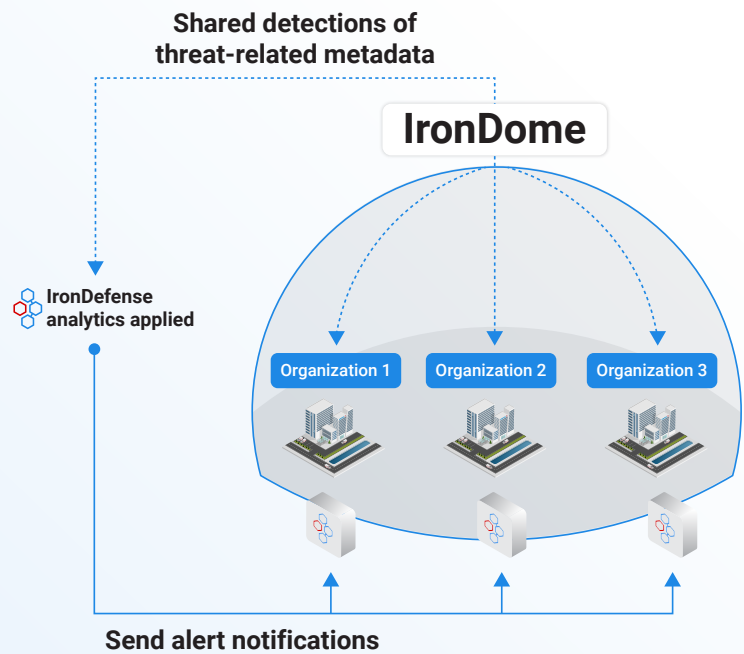 Shared detections of
threat-related metadata
IronDome
IronDefense
analytics applied
Organization 1
Organization 2
Organization 3
Send alert notifications